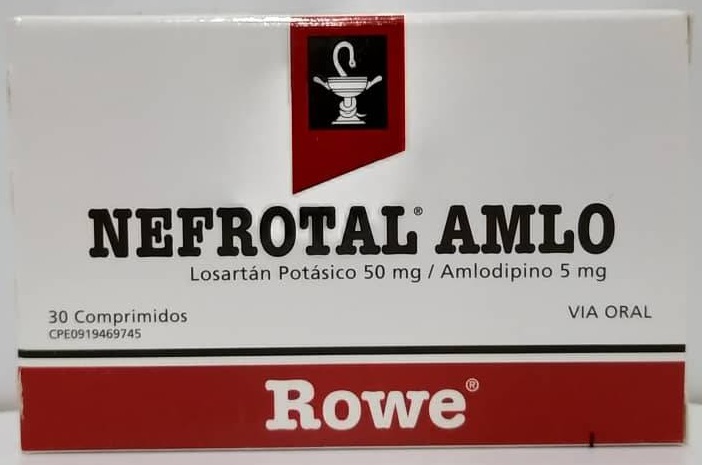 NEFROTAL® AMLO
Losartán Potásico 50 mg / Amlodipino 5 mg
30 Comprimidos
VIA ORAL
CPE0919469745
Rowe®